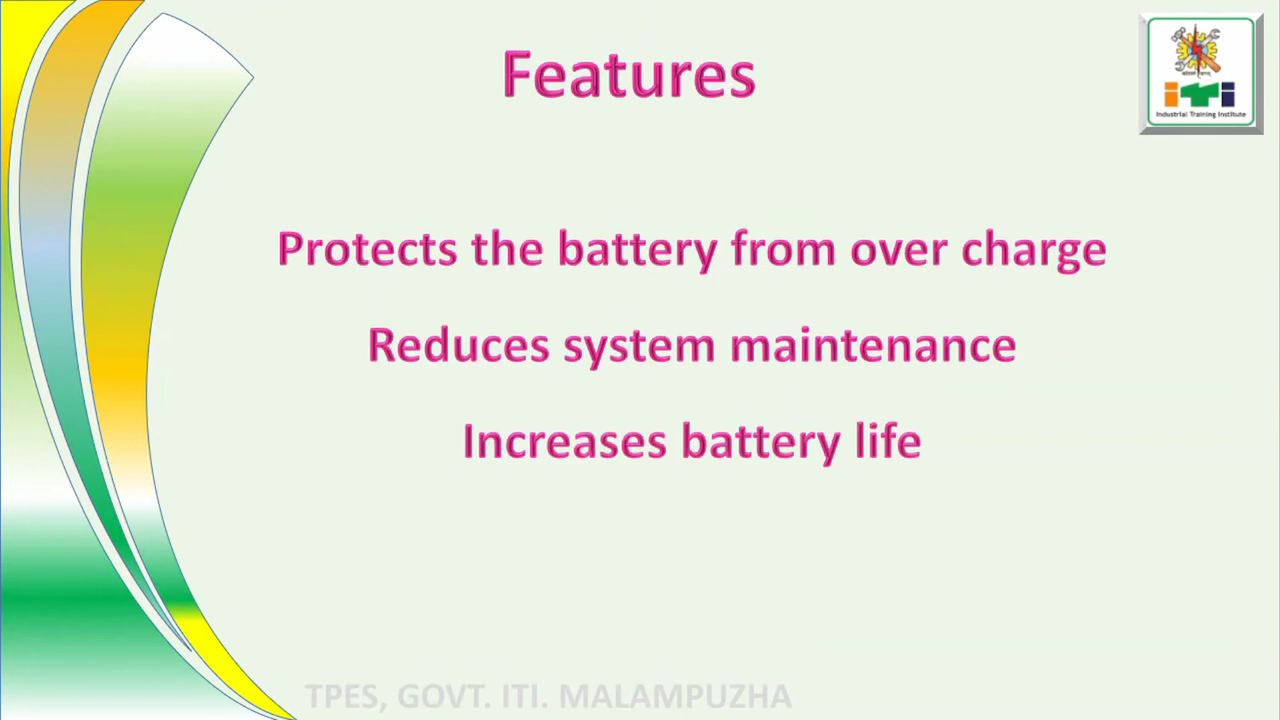 Features
iTi
Industrial Training Institute
Protects the battery from over charge
Reduces system maintenance
Increases battery life
TPES, GOVT. ITI. MALAMPUZHA